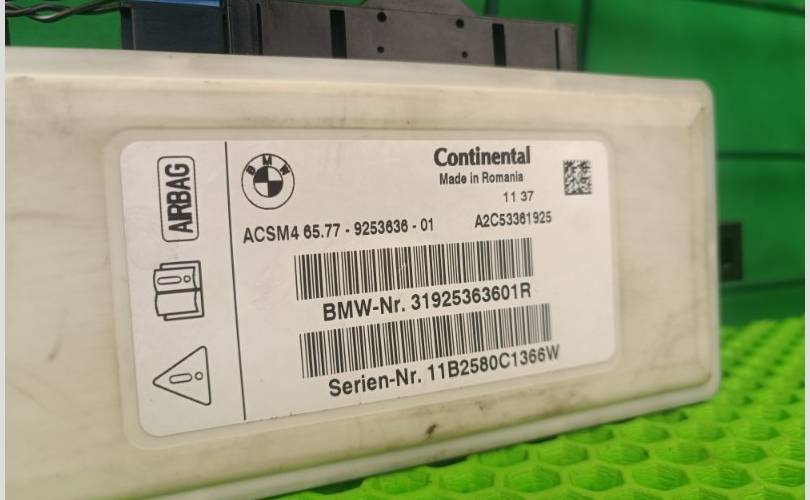 AIRBAG
BMW
Continental
Made in Romania
11 37
ACSM4 65.77 - 9253636 - 01 A2C53361925
BMW-Nr. 31925363601R
Serien-Nr. 11B2580C1366W